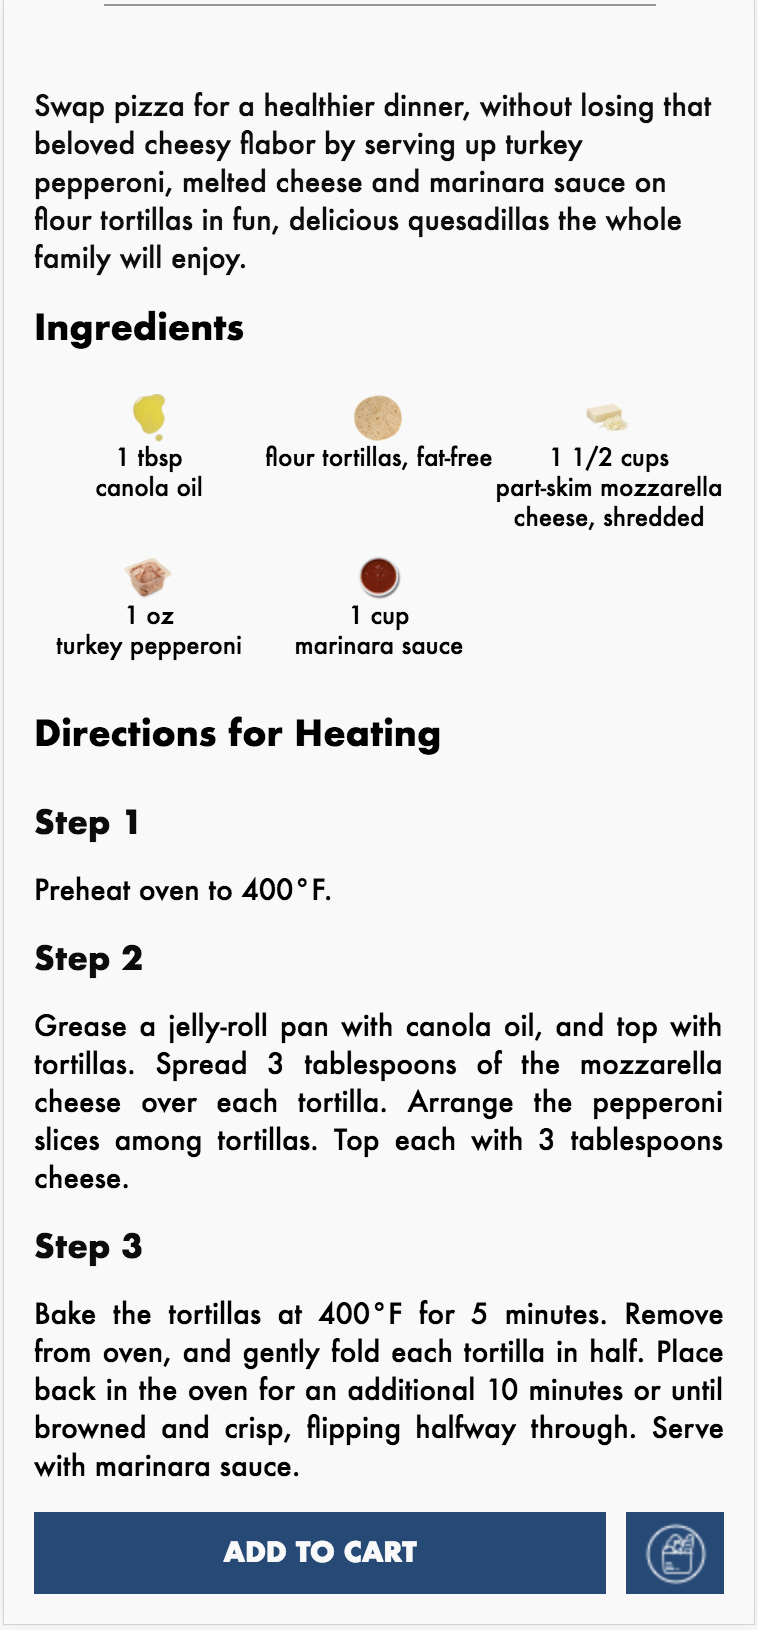 Swap pizza for a healthier dinner, without losing that
beloved cheesy flabor by serving up turkey
pepperoni, melted cheese and marinara sauce on
flour tortillas in fun, delicious quesadillas the whole
family will enjoy.
Ingredients
1 tbsp
canola oil
flour tortillas, fat-free
1 1/2 cups
part-skim mozzarella
cheese, shredded
1 oz
turkey pepperoni
1 cup
marinara sauce
Directions for Heating
Step 1
Preheat oven to 400°F.
Step 2
Grease a jelly-roll pan with canola oil, and top with
tortillas. Spread 3 tablespoons of the mozzarella
cheese over each tortilla. Arrange the pepperoni
slices among tortillas. Top each with 3 tablespoons
cheese.
Step 3
Bake the tortillas at 400°F for 5 minutes. Remove
from oven, and gently fold each tortilla in half. Place
back in the oven for an additional 10 minutes or until
browned and crisp, flipping halfway through. Serve
with marinara sauce.
ADD TO CART